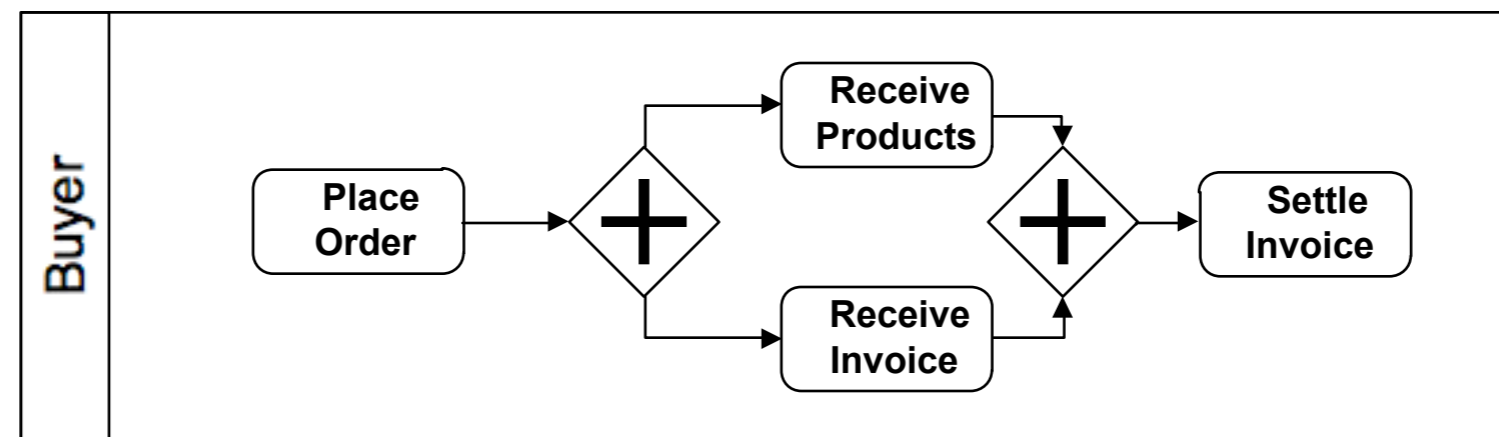 Buyer
Place
Order
Receive
Products
Receive
Invoice
Settle
Invoice